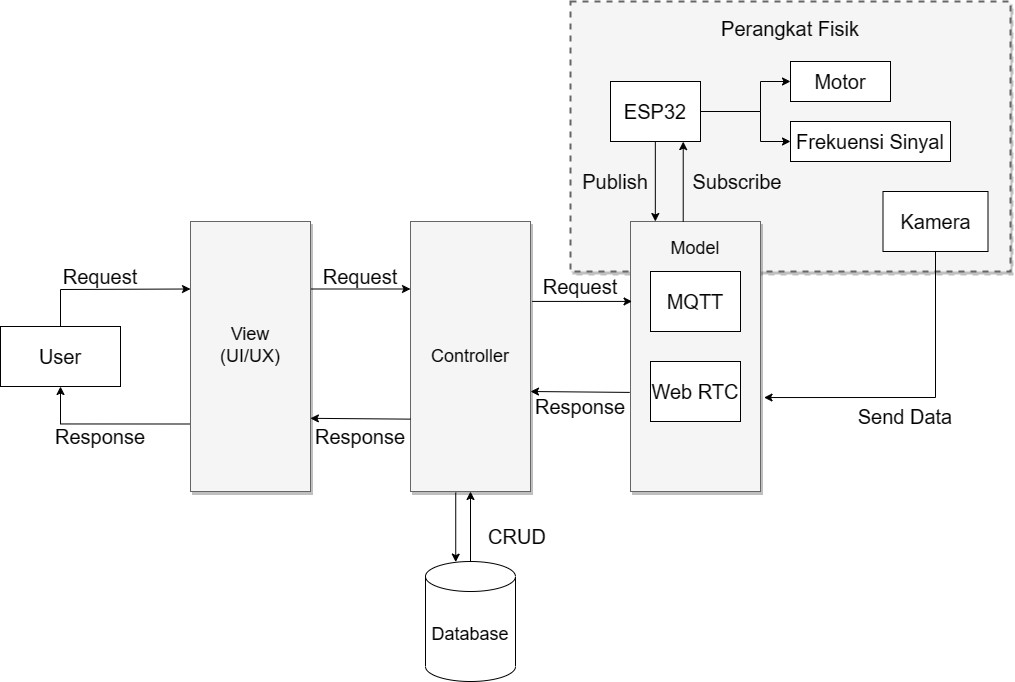 Perangkat Fisik
Motor
ESP32
Frekuensi Sinyal
Publish
Subscribe
Kamera
Model
Request
Request
Request
MQTT
View
(UI/UX)
Controller
User
Web RTC
Response
Response
Response
Send Data
CRUD
Database